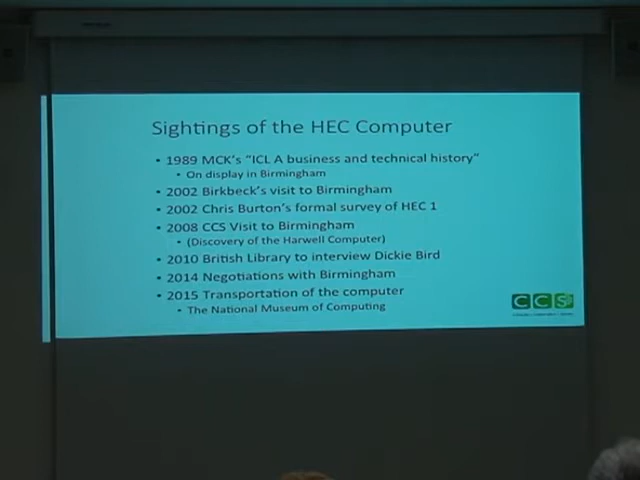 Sightings of the HEC Computer
• 1989 MCK's "ICL A business and technical history"
• On display in Birmingham
• 2002 Birkbeck's visit to Birmingham
• 2002 Chris Burton's formal survey of HEC 1
• 2008 CCS Visit to Birmingham
• (Discovery of the Harwell Computer)
• 2010 British Library to interview Dickie Bird
• 2014 Negotiations with Birmingham
• 2015 Transportation of the computer
• The National Museum of Computing
CCS